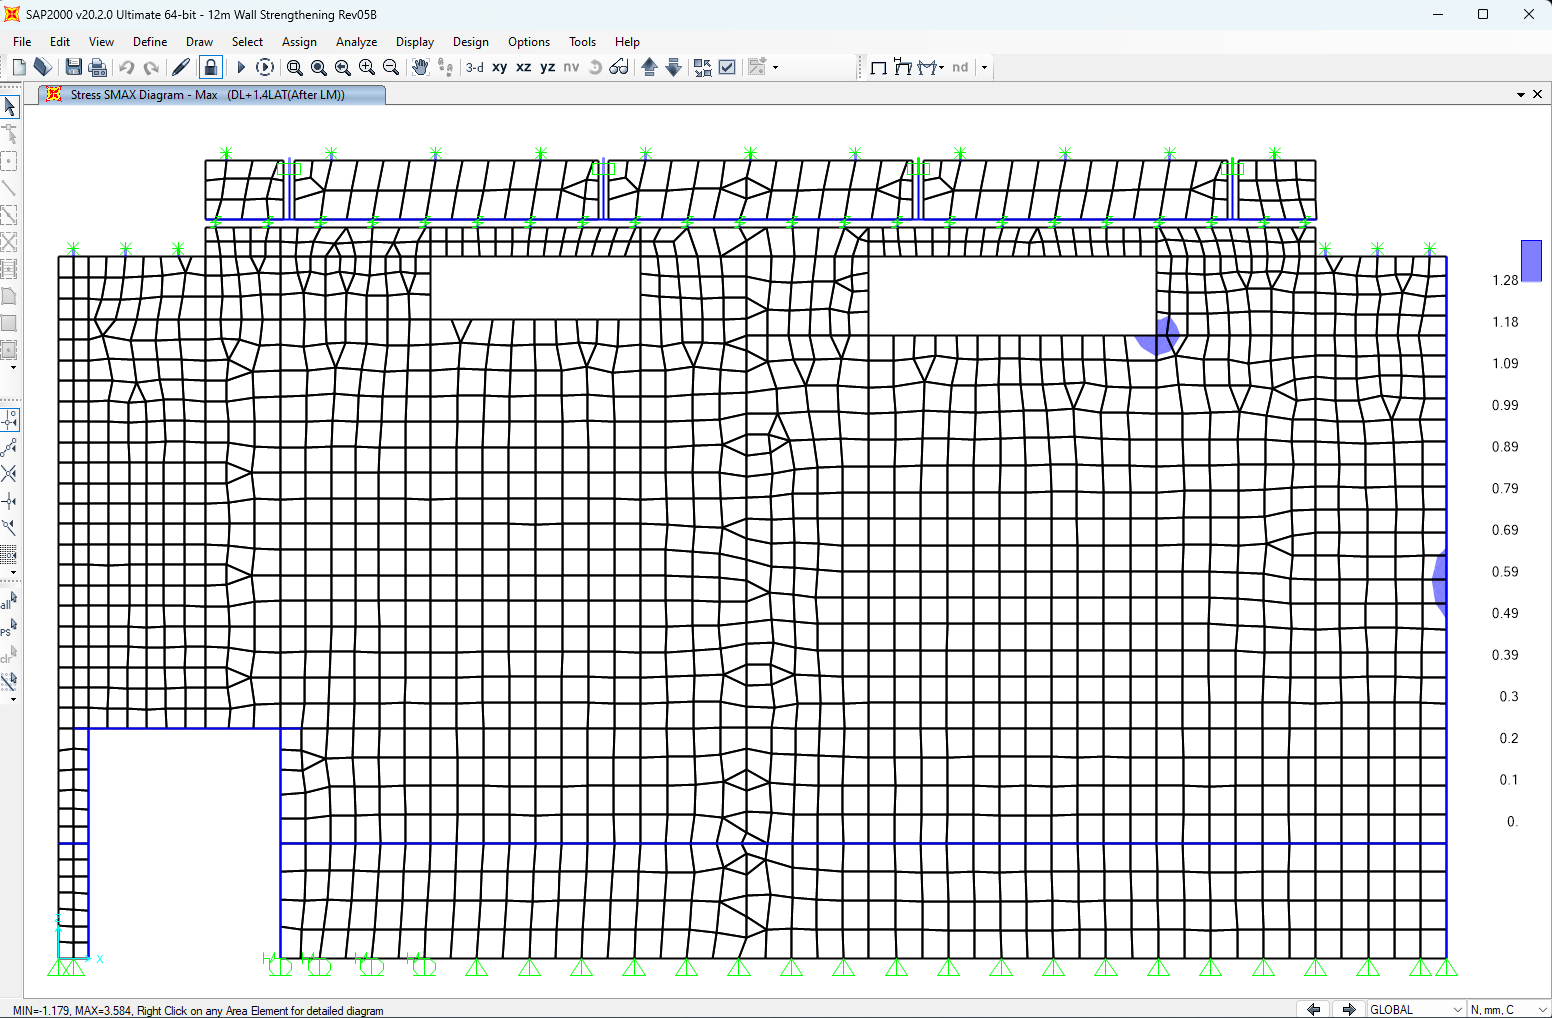 SAP2000 v20.2.0 Ultimate 64-bit - 12m Wall Strengthening Rev05B
File Edit View Define Draw Select Assign Analyze Display Design Options Tools Help
3-d xy xz yz nv nd
Stress SMAX Diagram - Max (DL+1.4LAT(After LM))
1.28
1.18
1.09
0.99
0.89
0.79
0.69
0.59
0.49
0.39
0.3
0.2
0.1
0.
all
PS
clr
X
MIN=-1.179, MAX=3.584, Right Click on any Area Element for detailed diagram
GLOBAL
N, mm, C